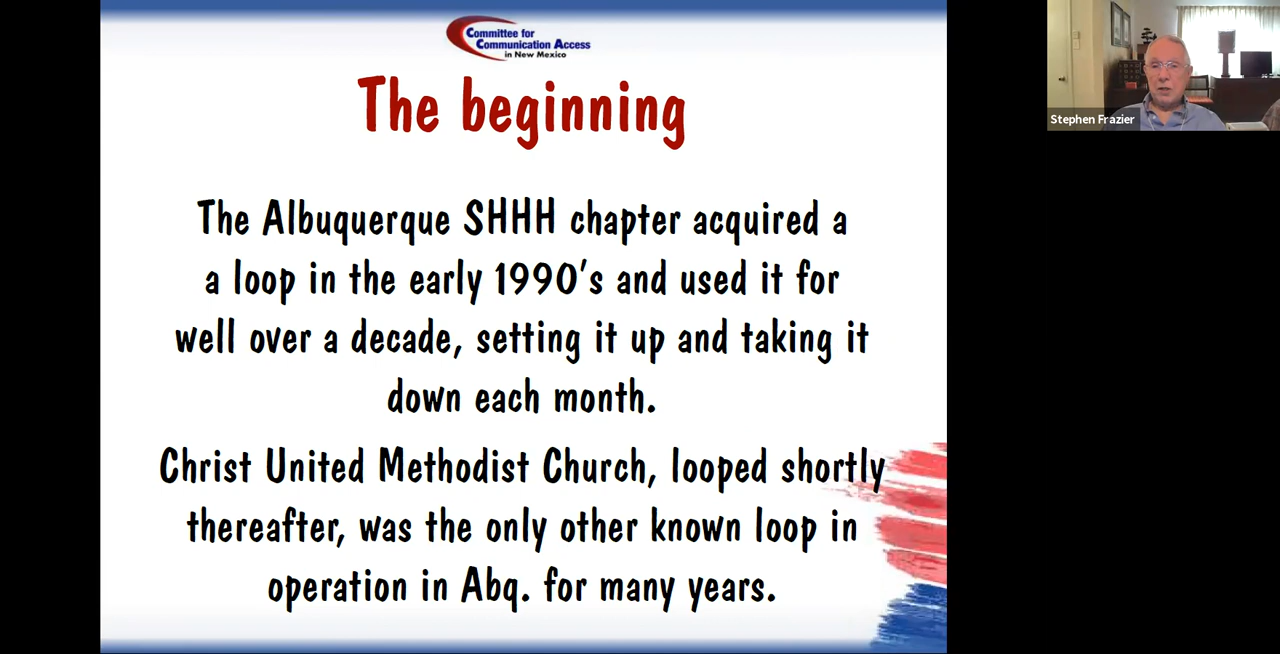 Committee for
Communication Access
in New Mexico
The beginning
The Albuquerque SHHH chapter acquired a
a loop in the early 1990's and used it for
well over a decade, setting it up and taking it
down each month.
Christ United Methodist Church, looped shortly
thereafter, was the only other known loop in
operation in Abq. for many years.
Stephen Frazier